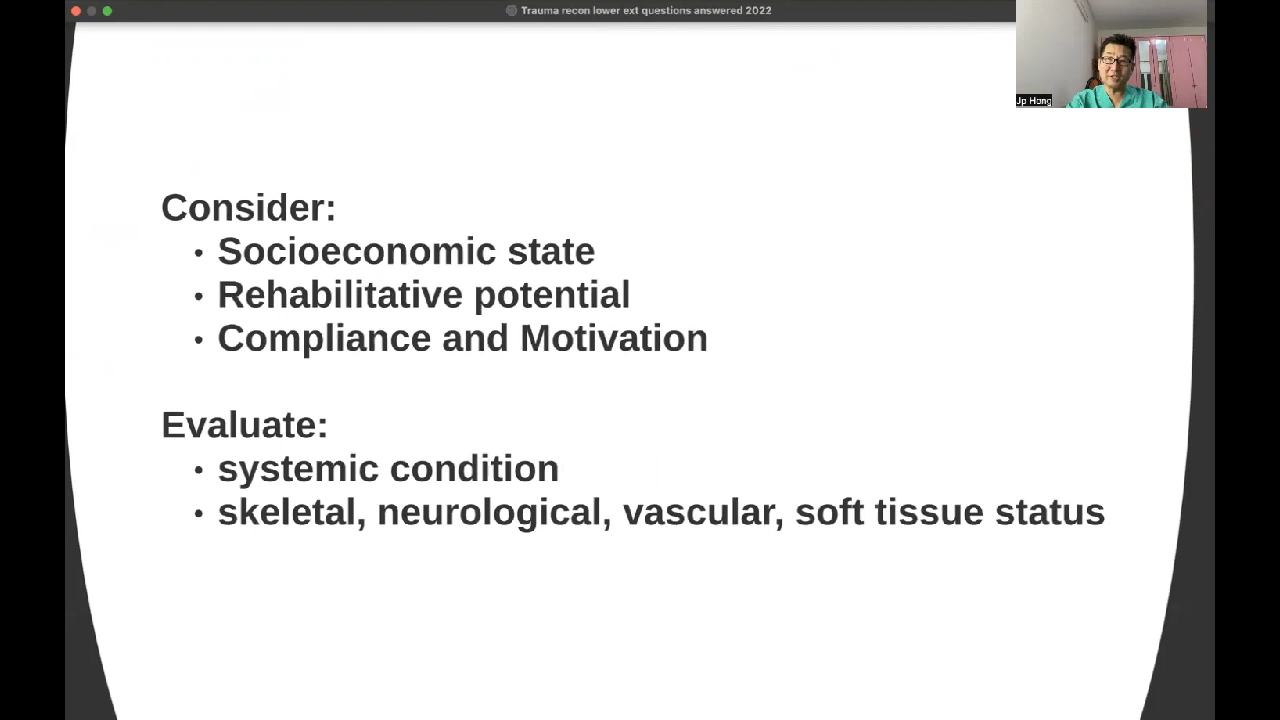 Trauma recon lower ext questions answered 2022
Jp Hong
Consider:
• Socioeconomic state
• Rehabilitative potential
• Compliance and Motivation
Evaluate:
• systemic condition
• skeletal, neurological, vascular, soft tissue status